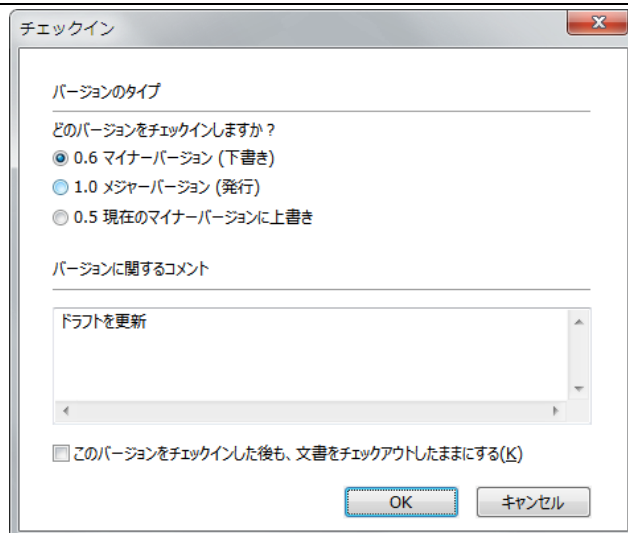 チェックイン
バージョンのタイプ
どのバージョンをチェックインしますか？
0.6 マイナーバージョン (下書き)
1.0 メジャーバージョン (発行)
0.5 現在のマイナーバージョンに上書き
バージョンに関するコメント
ドラフトを更新
このバージョンをチェックインした後も、文書をチェックアウトしたままにする(K)
OK キャンセル